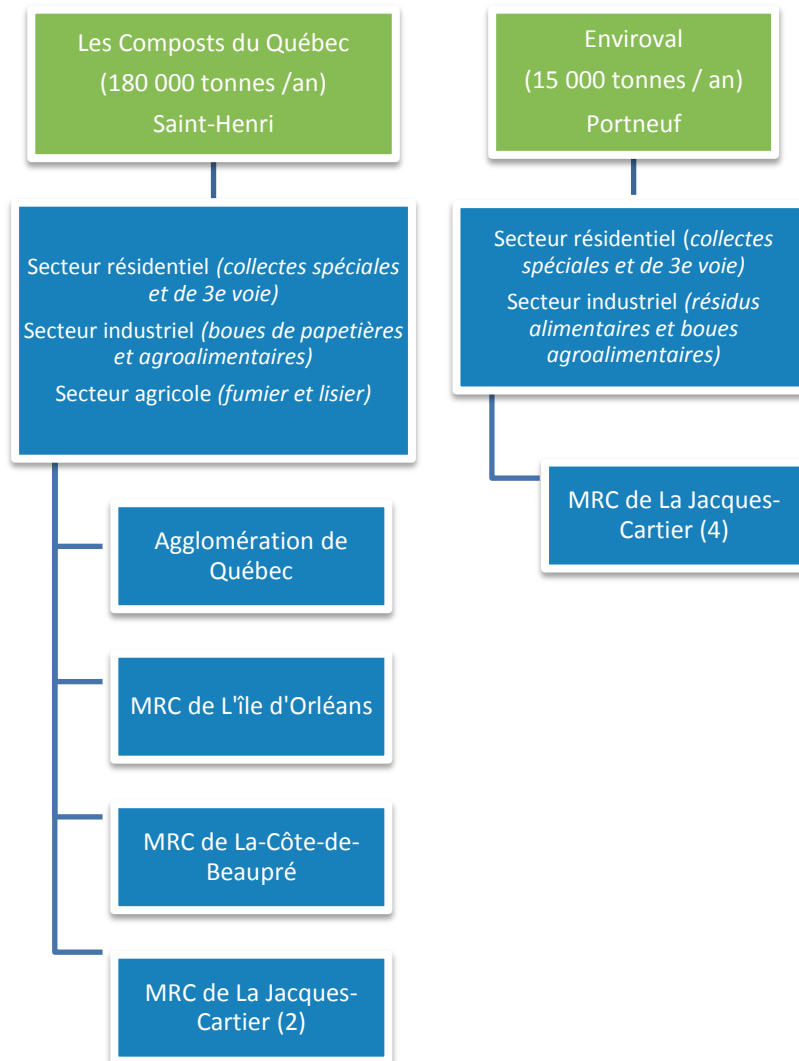 Les Composts du Québec
(180 000 tonnes /an)
Saint-Henri
Secteur résidentiel (collectes spéciales
et de 3e voie)
Secteur industriel (boues de papetières
et agroalimentaires)
Secteur agricole (fumier et lisier)
Agglomération de
Québec
MRC de L'île d'Orléans
MRC de La-Côte-de-
Beaupré
MRC de La Jacques-
Cartier (2)
Enviroval
(15 000 tonnes / an)
Portneuf
Secteur résidentiel (collectes
spéciales et de 3e voie)
Secteur industriel (résidus
alimentaires et boues
agroalimentaires)
MRC de La Jacques-
Cartier (4)